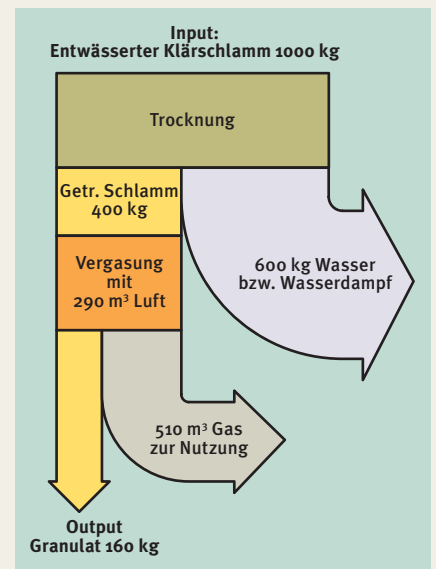 Input:
Entwässerter Klärschlamm 1000 kg
Trocknung
Getr. Schlamm
400 kg
600 kg Wasser
bzw. Wasserdampf
Vergasung
mit
290 m³ Luft
510 m³ Gas
zur Nutzung
Output
Granulat 160 kg